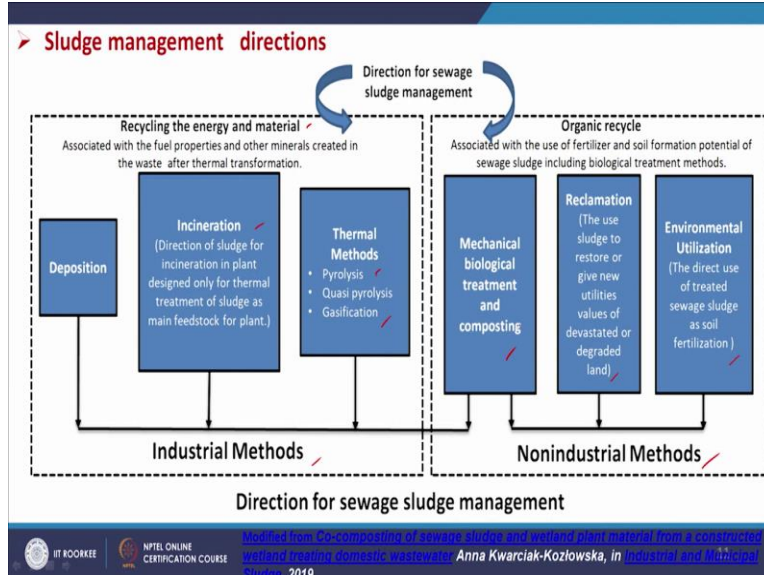 Sludge management directions
Direction for sewage
sludge management
Recycling the energy and material
Associated with the fuel properties and other minerals created in
the waste after thermal transformation.
Organic recycle
Associated with the use of fertilizer and soil formation potential of
sewage sludge including biological treatment methods.
Deposition
Incineration
(Direction of sludge for
incineration in plant
designed only for thermal
treatment of sludge as
main feedstock for plant.)
Thermal
Methods
• Pyrolysis
• Quasi pyrolysis
• Gasification
Mechanical
biological
treatment
and
composting
Reclamation
(The use
sludge to
restore or
give new
utilities
values of
devastated or
degraded
land)
Environmental
Utilization
(The direct use
of treated
sewage sludge
as soil
fertilization )
Industrial Methods
Nonindustrial Methods
Direction for sewage sludge management
IIT ROORKEE
NPTEL ONLINE
CERTIFICATION COURSE
Modified from Co-composting of sewage sludge and wetland plant material from a constructed
wetland treating domestic wastewater Anna Kwarciak-Kozłowska, in Industrial and Municipal
Sludge, 2019
11